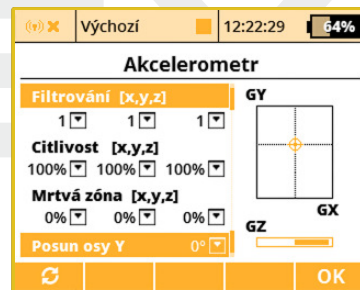 Výchozí 12:22:29 64%
Akcelerometr
Filtrování [x,y,z]
1 1 1
Citlivost [x,y,z]
100% 100% 100%
Mrtvá zóna [x,y,z]
0% 0% 0%
Posun osy Y 0°
GY
GX
GZ
OK